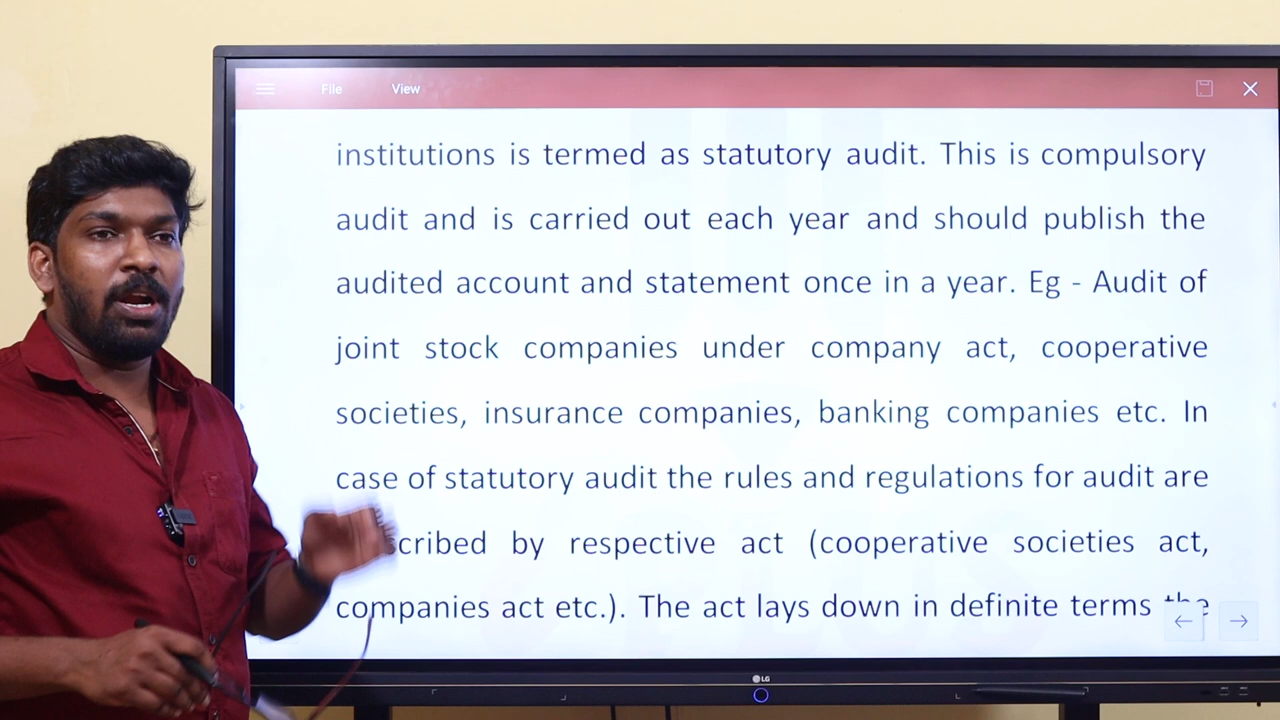 File View
institutions is termed as statutory audit. This is compulsory
audit and is carried out each year and should publish the
audited account and statement once in a year. Eg - Audit of
joint stock companies under company act, cooperative
societies, insurance companies, banking companies etc. In
case of statutory audit the rules and regulations for audit are
cribed by respective act (cooperative societies act,
companies act etc.). The act lays down in definite terms the
LG